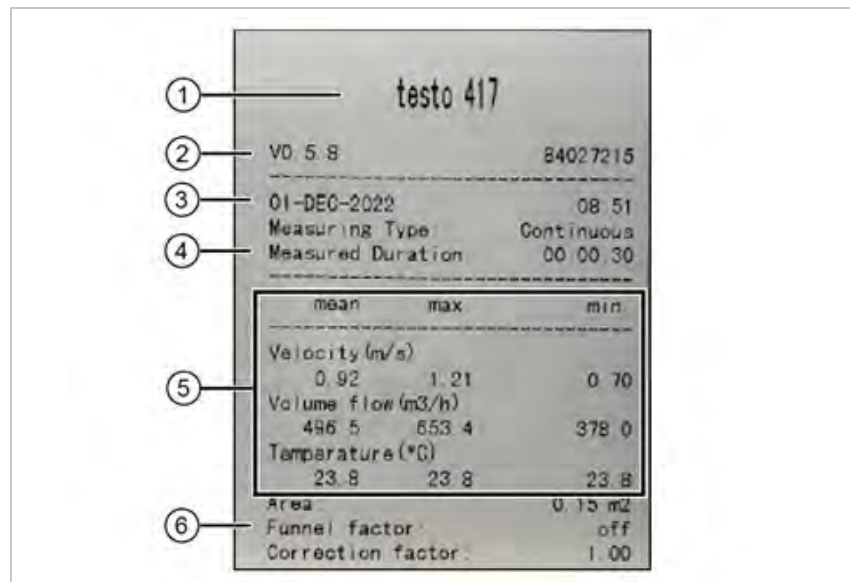 ① testo 417
② V0.5.8 84027215
③ 01-DEC-2022 08 51
Measuring Type: Continuous
④ Measured Duration 00 00.30
mean max min
Velocity(m/s)
0.92 1.21 0 70
⑤
Volume flow(m3/h)
496 5 653 4 378 0
Temperature(°C)
23.8 23 8 23.8
Area 0.15 m2
⑥ Funnel factor: off
Correction factor: 1.00